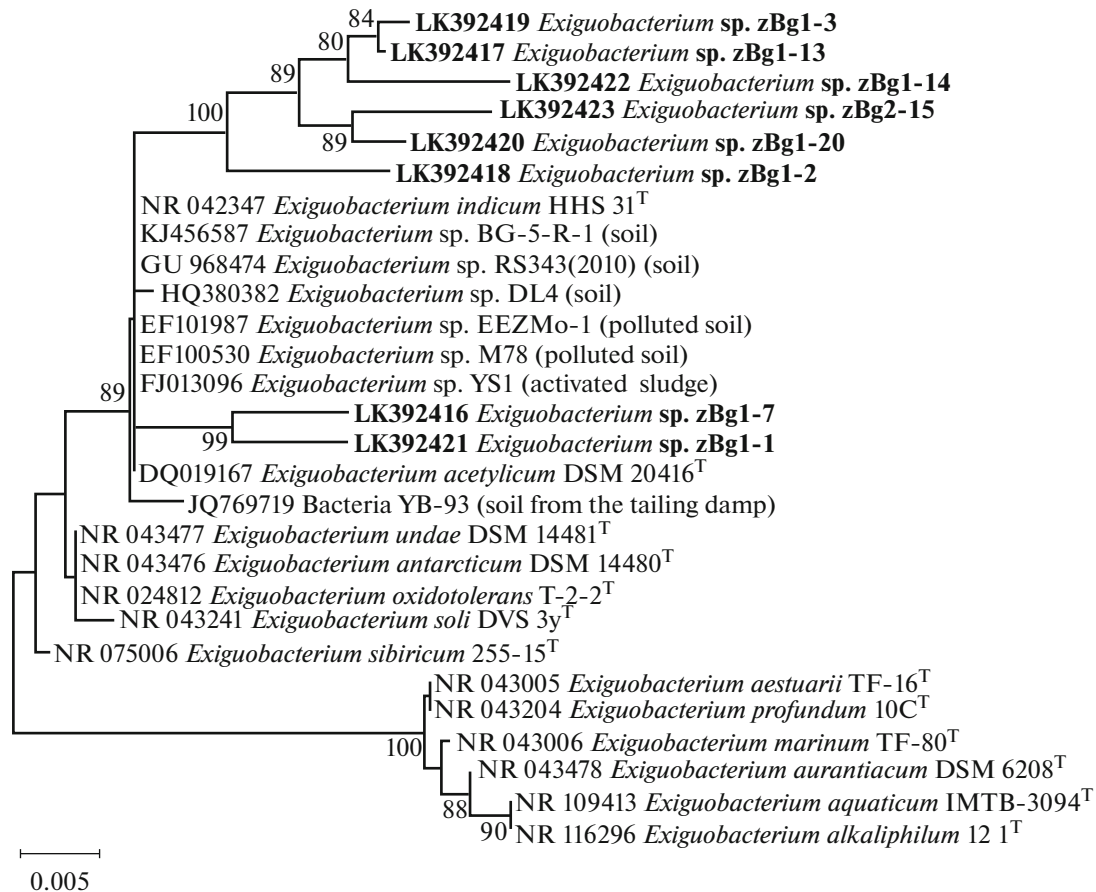 84 LK392419 Exiguobacterium sp. zBg1-3
80 LK392417 Exiguobacterium sp. zBg1-13
89 LK392422 Exiguobacterium sp. zBg1-14
100 LK392423 Exiguobacterium sp. zBg2-15
89 LK392420 Exiguobacterium sp. zBg1-20
LK392418 Exiguobacterium sp. zBg1-2
NR 042347 Exiguobacterium indicum HHS 31T
KJ456587 Exiguobacterium sp. BG-5-R-1 (soil)
GU 968474 Exiguobacterium sp. RS343(2010) (soil)
HQ380382 Exiguobacterium sp. DL4 (soil)
EF101987 Exiguobacterium sp. EEZMo-1 (polluted soil)
EF100530 Exiguobacterium sp. M78 (polluted soil)
89 FJ013096 Exiguobacterium sp. YS1 (activated sludge)
LK392416 Exiguobacterium sp. zBg1-7
99 LK392421 Exiguobacterium sp. zBg1-1
DQ019167 Exiguobacterium acetylicum DSM 20416T
JQ769719 Bacteria YB-93 (soil from the tailing damp)
NR 043477 Exiguobacterium undae DSM 14481T
NR 043476 Exiguobacterium antarcticum DSM 14480T
NR 024812 Exiguobacterium oxidotolerans T-2-2T
NR 043241 Exiguobacterium soli DVS 3yT
NR 075006 Exiguobacterium sibiricum 255-15T
NR 043005 Exiguobacterium aestuarii TF-16T
NR 043204 Exiguobacterium profundum 10CT
100 NR 043006 Exiguobacterium marinum TF-80T
NR 043478 Exiguobacterium aurantiacum DSM 6208T
88 NR 109413 Exiguobacterium aquaticum IMTB-3094T
90 NR 116296 Exiguobacterium alkaliphilum 12 1T
0.005